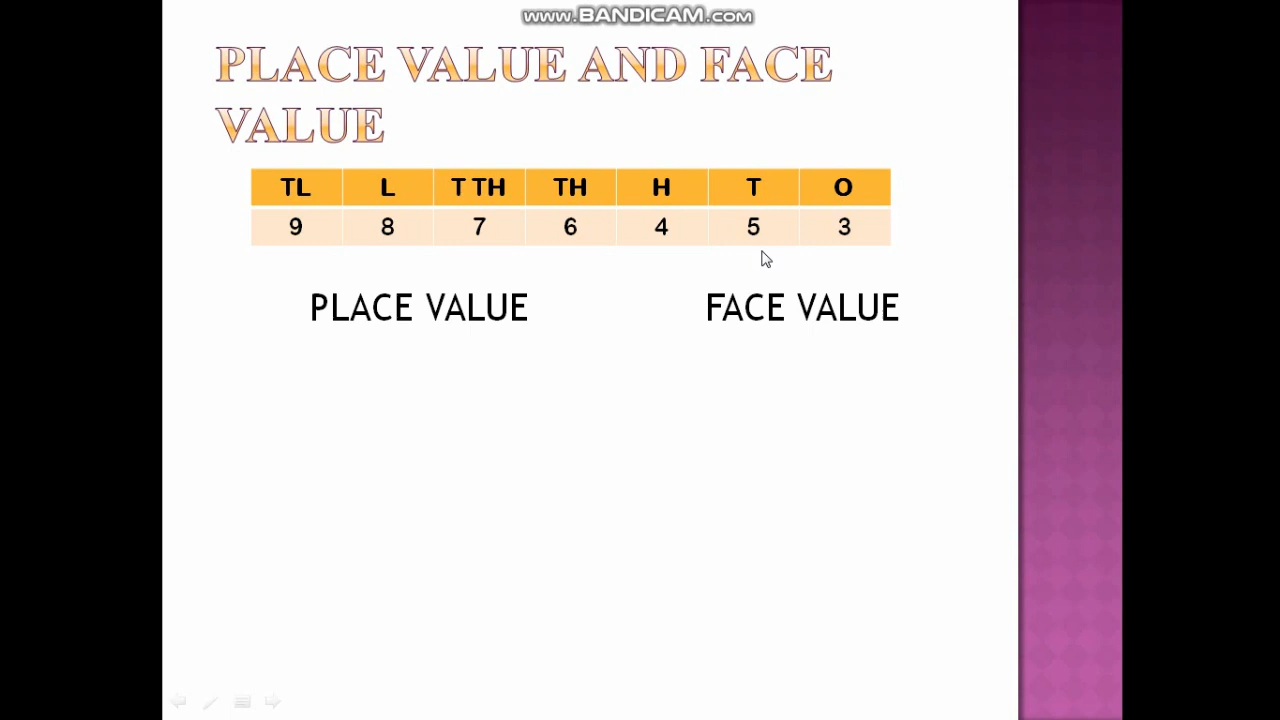 www.BANDICAM.com
PLACE VALUE AND FACE
VALUE
TL L T TH TH H T O
9 8 7 6 4 5 3
PLACE VALUE FACE VALUE